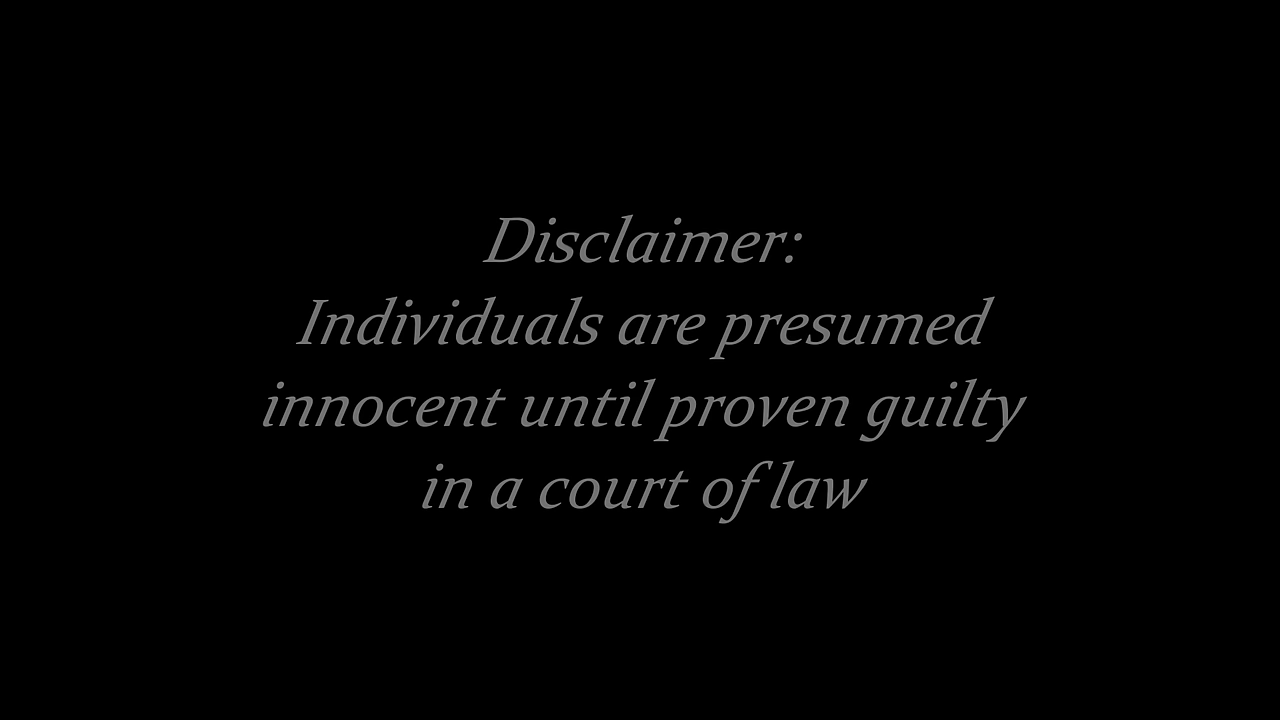 Disclaimer:
Individuals are presumed
innocent until proven guilty
in a court of law